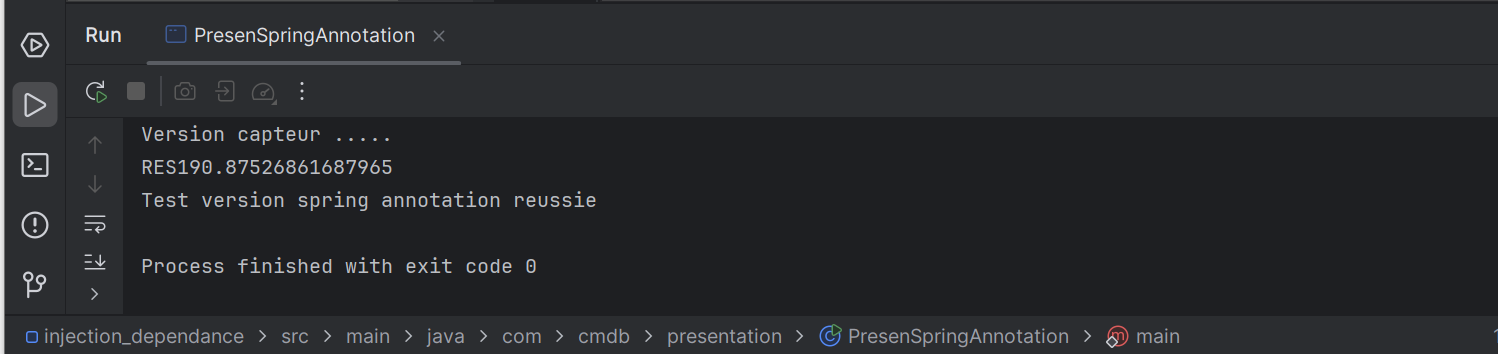 Run PresenSpringAnnotation
Version capteur .....
RES190.87526861687965
Test version spring annotation reussie
Process finished with exit code 0
injection_dependance > src > main > java > com > cmdb > presentation > PresenSpringAnnotation > main